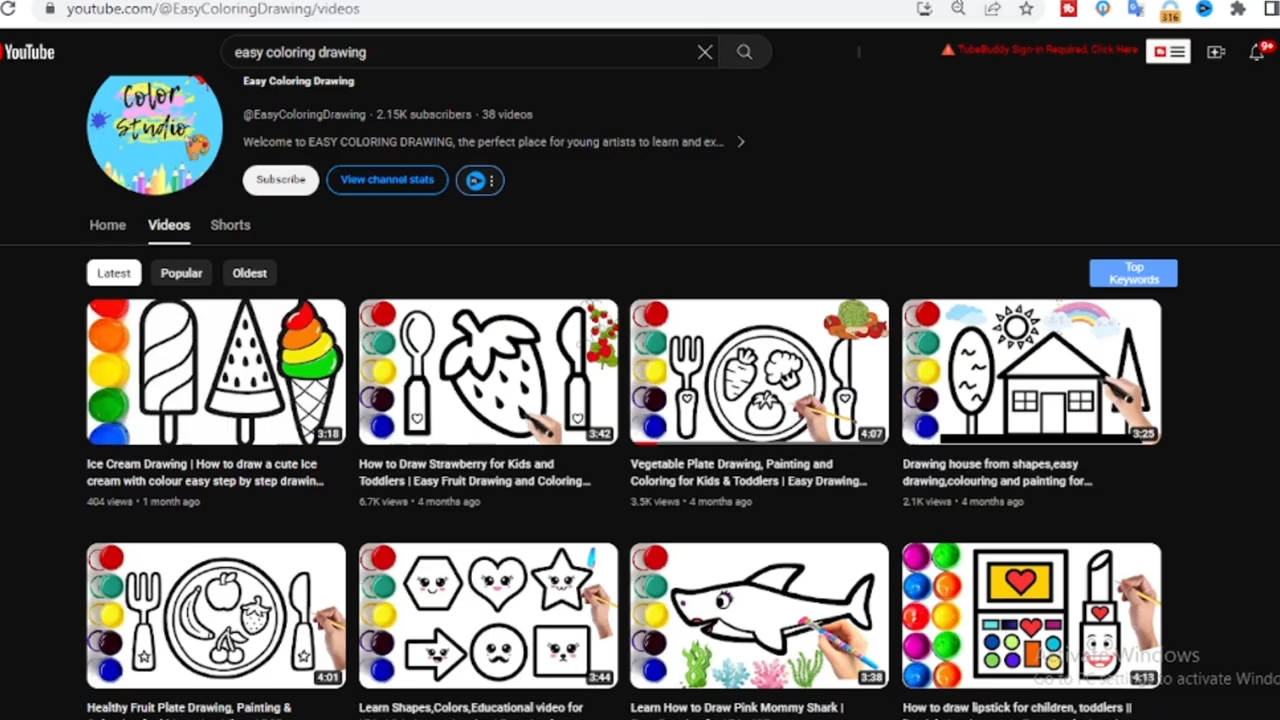 youtube.com/@EasyColoringDrawing/videos
316
YouTube
easy coloring drawing
TubeBuddy Sign-in Required, Click Here
9+
Color
Studio
Easy Coloring Drawing
@EasyColoringDrawing · 2.15K subscribers · 38 videos
Welcome to EASY COLORING DRAWING, the perfect place for young artists to learn and ex...
Subscribe
View channel stats
Home
Videos
Shorts
Latest
Popular
Oldest
Top
Keywords
3:18
3:42
4:07
3:25
Ice Cream Drawing | How to draw a cute Ice
cream with colour easy step by step drawin...
404 views · 1 month ago
How to Draw Strawberry for Kids and
Toddlers | Easy Fruit Drawing and Coloring...
6.7K views · 4 months ago
Vegetable Plate Drawing, Painting and
Coloring for Kids & Toddlers | Easy Drawing...
3.5K views · 4 months ago
Drawing house from shapes,easy
drawing,colouring and painting for...
2.1K views · 4 months ago
4:01
3:44
3:38
4:13
Activate Windows
Go to PC settings to activate Windo
Healthy Fruit Plate Drawing, Painting &
Learn Shapes,Colors,Educational video for
Learn How to Draw Pink Mommy Shark |
How to draw lipstick for children, toddlers ||